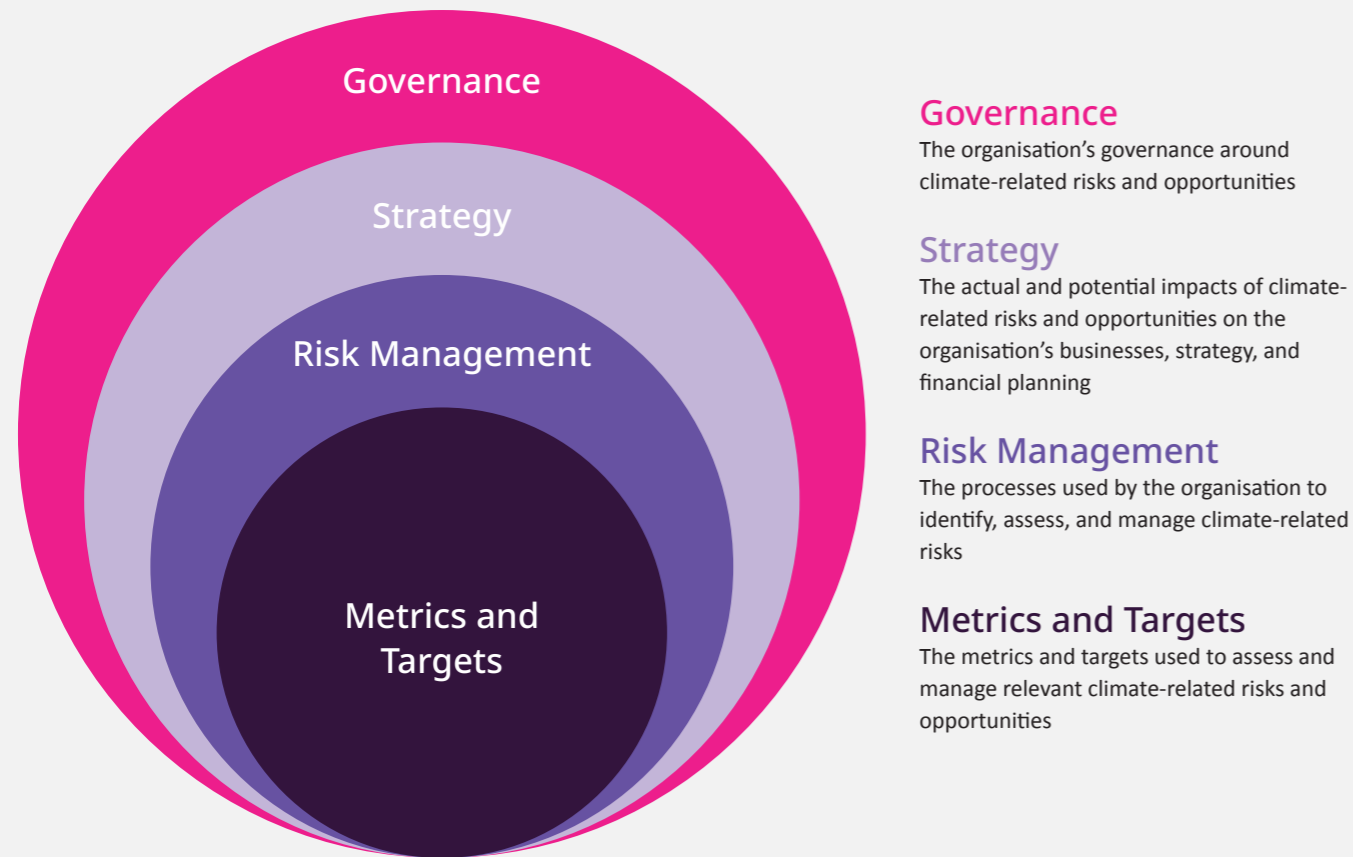 Governance
Strategy
Risk Management
Metrics and
Targets
Governance
The organisation’s governance around
climate-related risks and opportunities
Strategy
The actual and potential impacts of climate-
related risks and opportunities on the
organisation’s businesses, strategy, and
financial planning
Risk Management
The processes used by the organisation to
identify, assess, and manage climate-related
risks
Metrics and Targets
The metrics and targets used to assess and
manage relevant climate-related risks and
opportunities